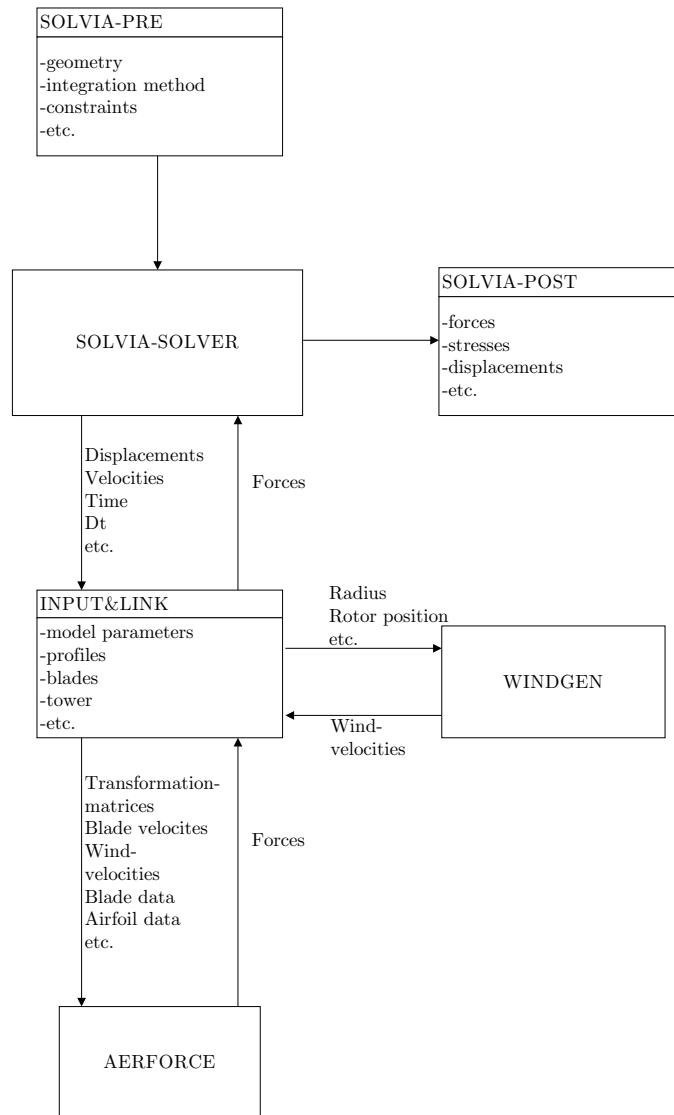 SOLVIA-PRE
-geometry
-integration method
-constraints
-etc.
SOLVIA-SOLVER
SOLVIA-POST
-forces
-stresses
-displacements
-etc.
Displacements
Velocities
Time
Dt
etc.
Forces
INPUT&LINK
-model parameters
-profiles
-blades
-tower
-etc.
Radius
Rotor position
etc.
WINDGEN
Wind-
velocities
Transformation-
matrices
Blade velocites
Wind-
velocities
Blade data
Airfoil data
etc.
Forces
AERFORCE